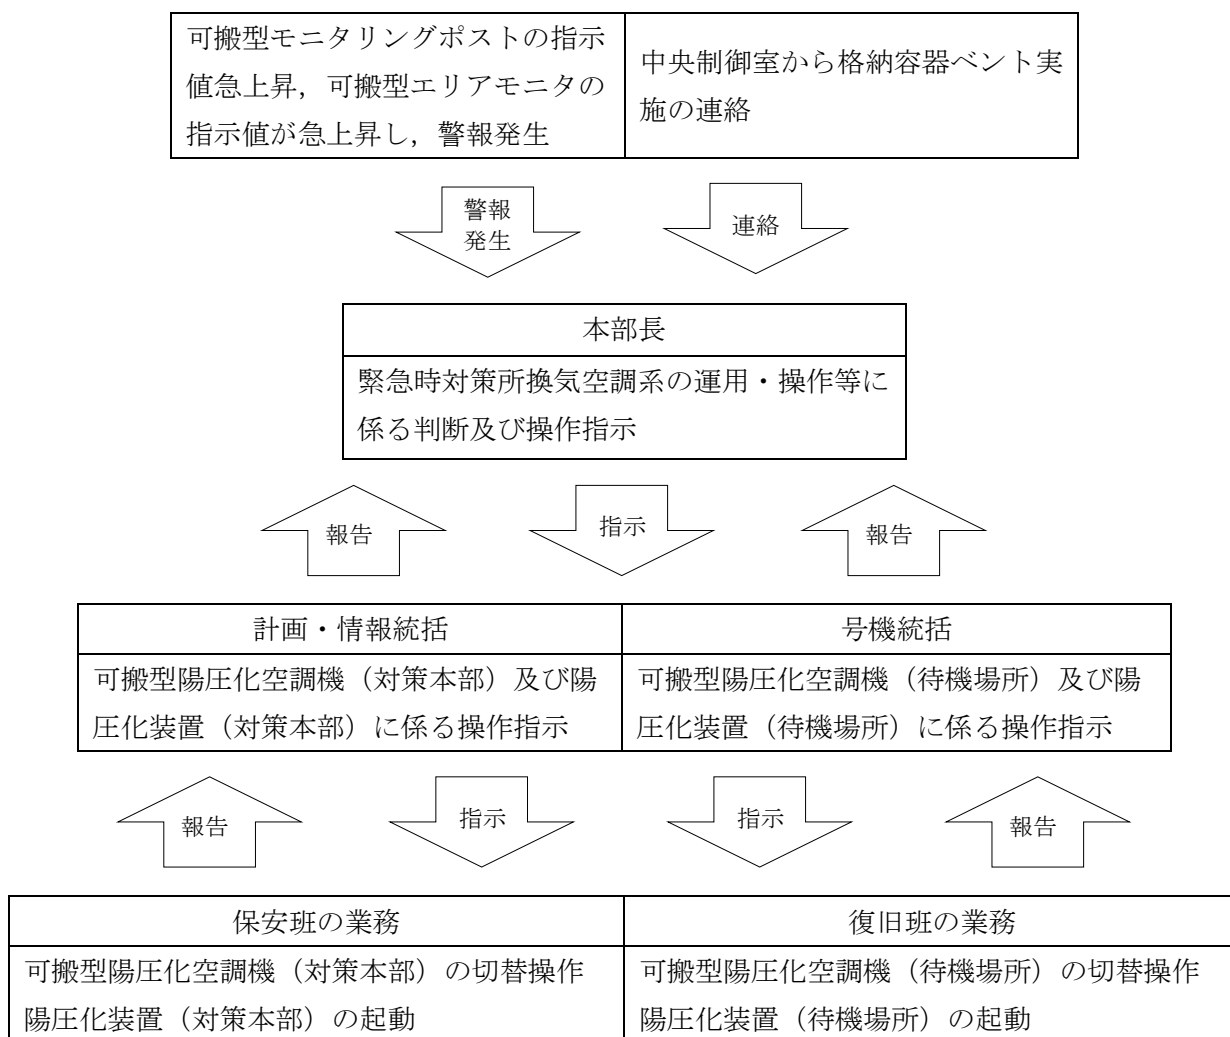 可搬型モニタリングポストの指示
値急上昇，可搬型エリアモニタの
指示値が急上昇し，警報発生
中央制御室から格納容器ベント実
施の連絡
警報
発生
連絡
本部長
緊急時対策所換気空調系の運用・操作等に
係る判断及び操作指示
報告
指示
報告
計画・情報統括
可搬型陽圧化空調機（対策本部）及び陽
圧化装置（対策本部）に係る操作指示
号機統括
可搬型陽圧化空調機（待機場所）及び陽
圧化装置（待機場所）に係る操作指示
報告
指示
指示
報告
保安班の業務
可搬型陽圧化空調機（対策本部）の切替操作
陽圧化装置（対策本部）の起動
復旧班の業務
可搬型陽圧化空調機（待機場所）の切替操作
陽圧化装置（待機場所）の起動